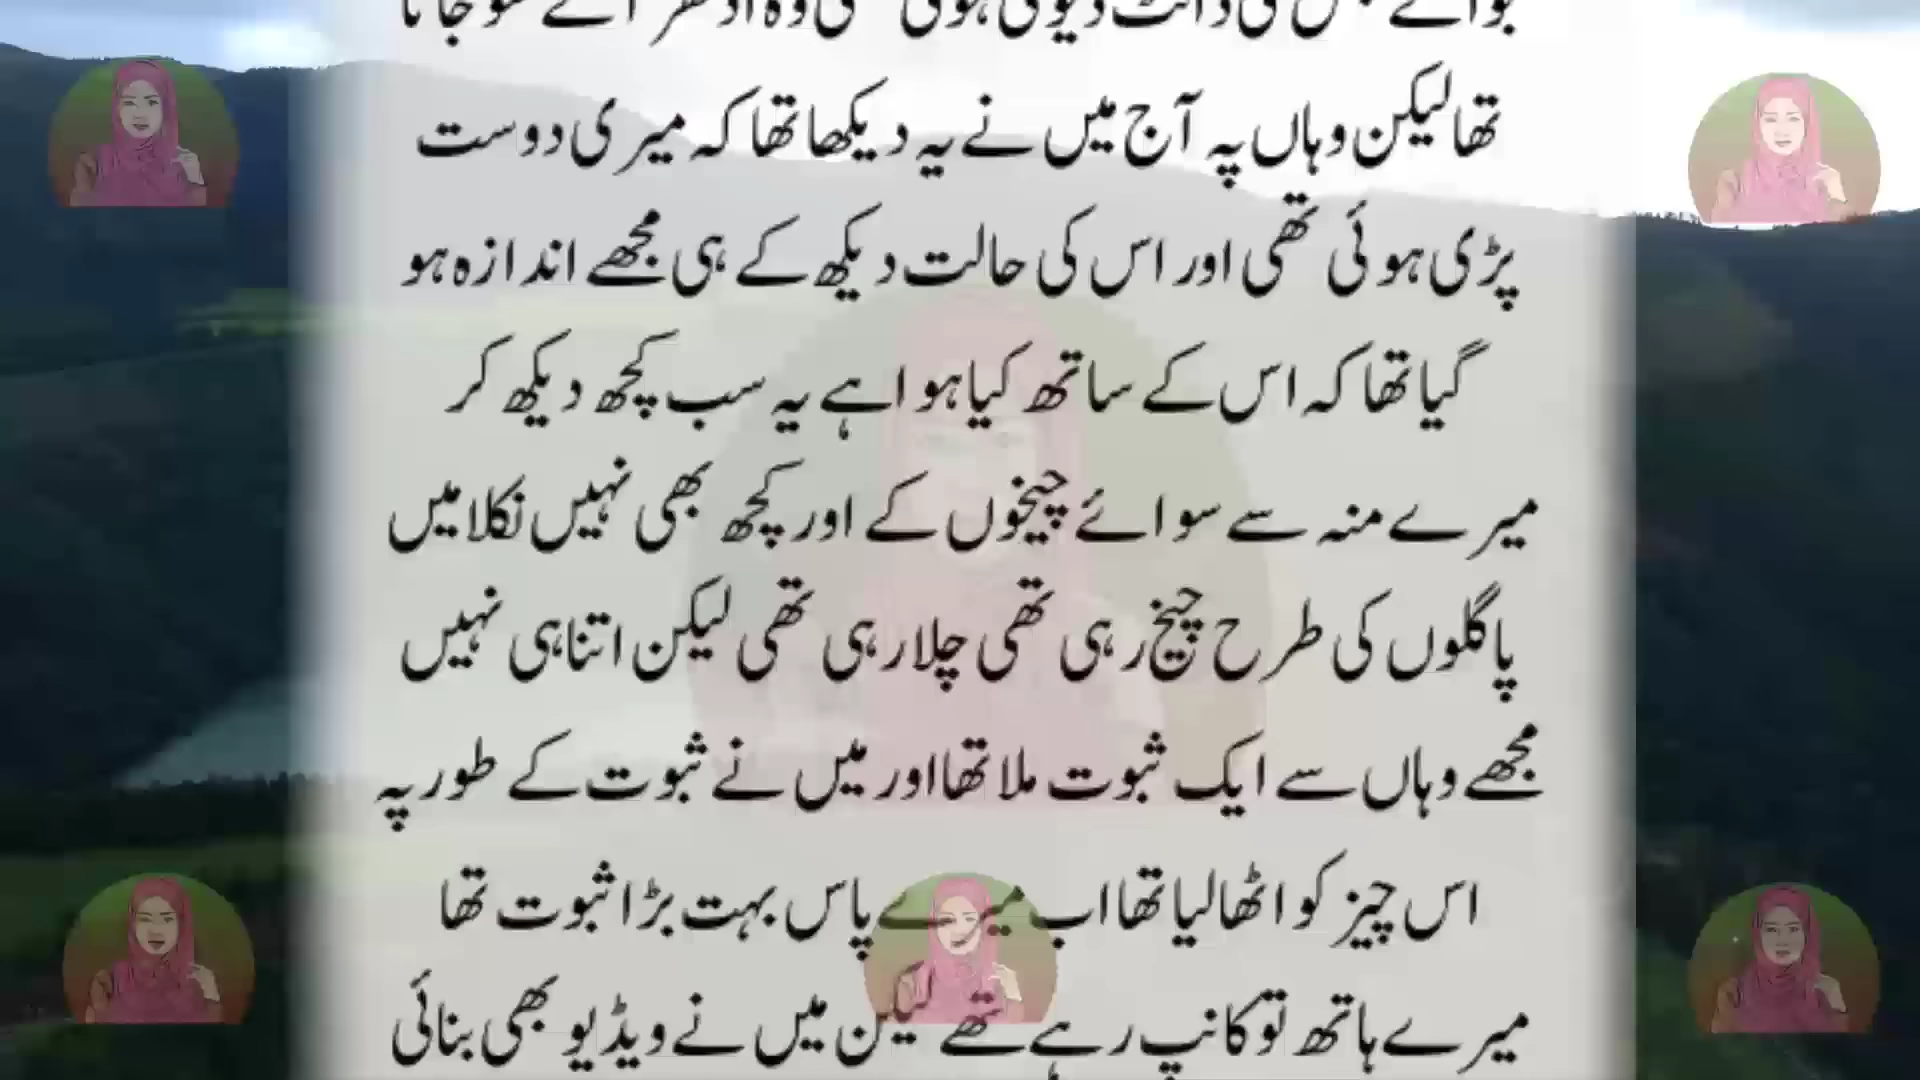 تھا لیکن وہاں پہ آج میں نے یہ دیکھا تھا کہ میری دوست
پڑی ہوئی تھی اور اس کی حالت دیکھ کے ہی مجھے اندازہ ہو
گیا تھا کہ اس کے ساتھ کیا ہوا ہے یہ سب کچھ دیکھ کر
میرے منہ سے سوائے چیخوں کے اور کچھ بھی نہیں نکلا میں
پاگلوں کی طرح چیخ رہی تھی چلا رہی تھی لیکن اتنا ہی نہیں
مجھے وہاں سے ایک ثبوت ملا تھا اور میں نے ثبوت کے طور پہ
اس چیز کو اٹھا لیا تھا اب میرے پاس بہت بڑا ثبوت تھا
میرے ہاتھ تو کانپ رہے تھے لیکن میں نے ویڈیو بھی بنائی